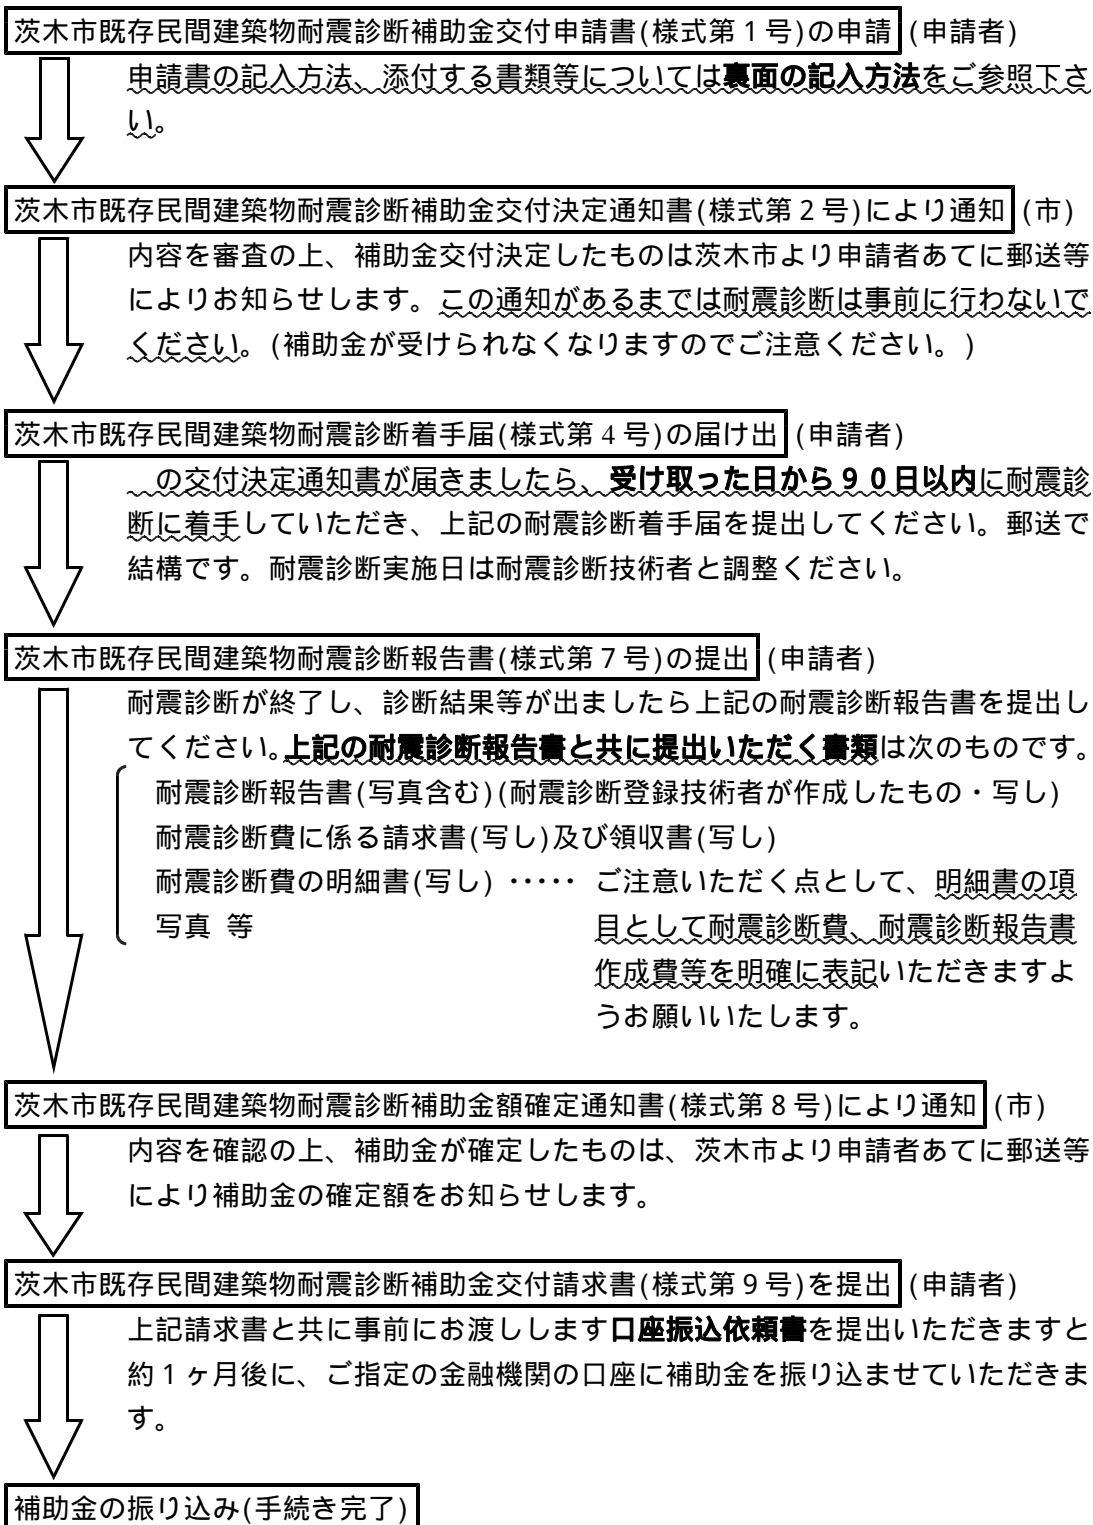 茨木市既存民間建築物耐震診断補助金交付申請書(様式第１号)の申請 (申請者)
申請書の記入方法、添付する書類等については裏面の記入方法をご参照下さ
い。
茨木市既存民間建築物耐震診断補助金交付決定通知書(様式第２号)により通知 (市)
内容を審査の上、補助金交付決定したものは茨木市より申請者あてに郵送等
によりお知らせします。この通知があるまでは耐震診断は事前に行わないで
ください。(補助金が受けられなくなりますのでご注意ください。)
茨木市既存民間建築物耐震診断着手届(様式第４号)の届け出 (申請者)
の交付決定通知書が届きましたら、受け取った日から９０日以内に耐震診
断に着手していただき、上記の耐震診断着手届を提出してください。郵送で
結構です。耐震診断実施日は耐震診断技術者と調整ください。
茨木市既存民間建築物耐震診断報告書(様式第７号)の提出 (申請者)
耐震診断が終了し、診断結果等が出ましたら上記の耐震診断報告書を提出し
てください。上記の耐震診断報告書と共に提出いただく書類は次のものです。
耐震診断報告書(写真含む)(耐震診断登録技術者が作成したもの・写し)
耐震診断費に係る請求書(写し)及び領収書(写し)
耐震診断費の明細書(写し) ・・・・・ ご注意いただく点として、明細書の項
写真 等 目として耐震診断費、耐震診断報告書
作成費等を明確に表記いただきますよ
うお願いいたします。
茨木市既存民間建築物耐震診断補助金額確定通知書(様式第８号)により通知 (市)
内容を確認の上、補助金が確定したものは、茨木市より申請者あてに郵送等
により補助金の確定額をお知らせします。
茨木市既存民間建築物耐震診断補助金交付請求書(様式第９号)を提出 (申請者)
上記請求書と共に事前にお渡しします口座振込依頼書を提出いただきますと
約１ヶ月後に、ご指定の金融機関の口座に補助金を振り込ませていただきま
す。
補助金の振り込み(手続き完了)